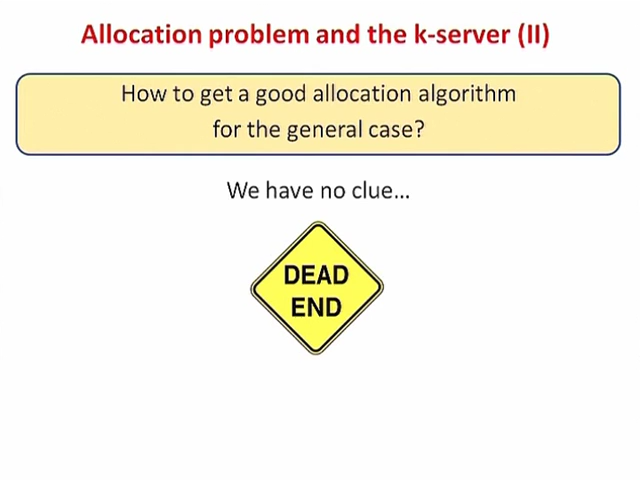 Allocation problem and the k-server (II)
How to get a good allocation algorithm
for the general case?
We have no clue...
DEAD
END